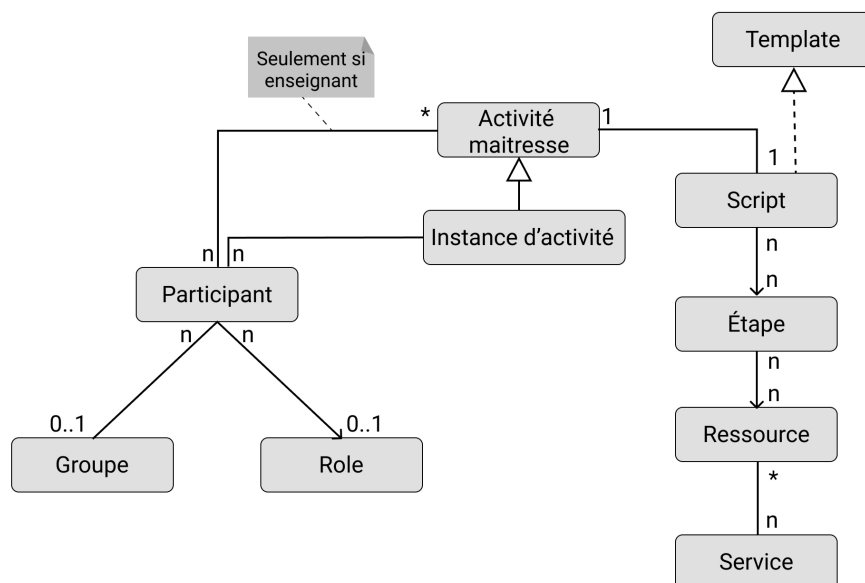 Template
Seulement si
enseignant
*
Activité
maitresse
1
1
Script
Instance d'activité
n
n
n
n
Participant
Étape
n
n
n
n
0..1
0..1
Ressource
Groupe
Role
*
n
Service